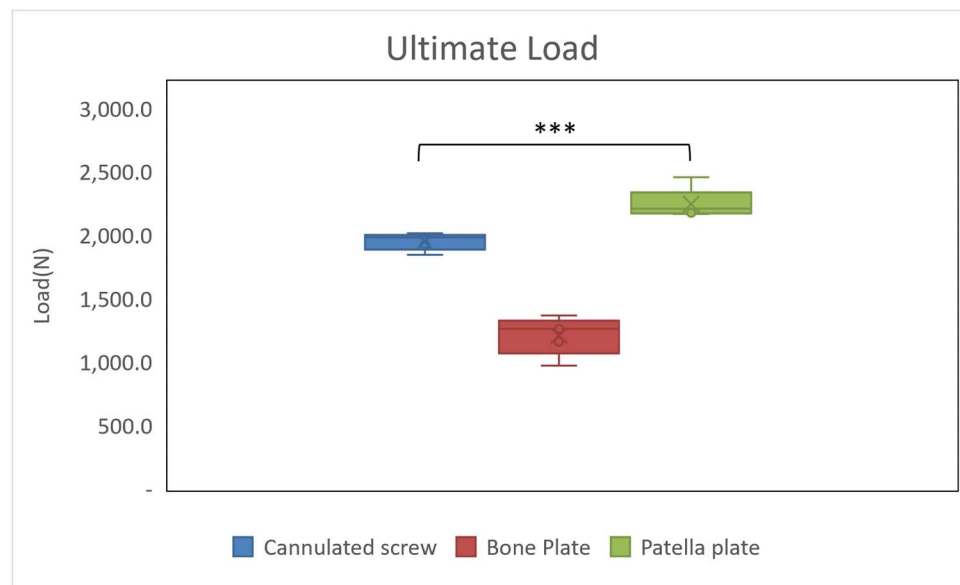 Ultimate Load
3,000.0
2,500.0
2,000.0
1,500.0
1,000.0
500.0
-
Load(N)
***
Cannulated screw
Bone Plate
Patella plate